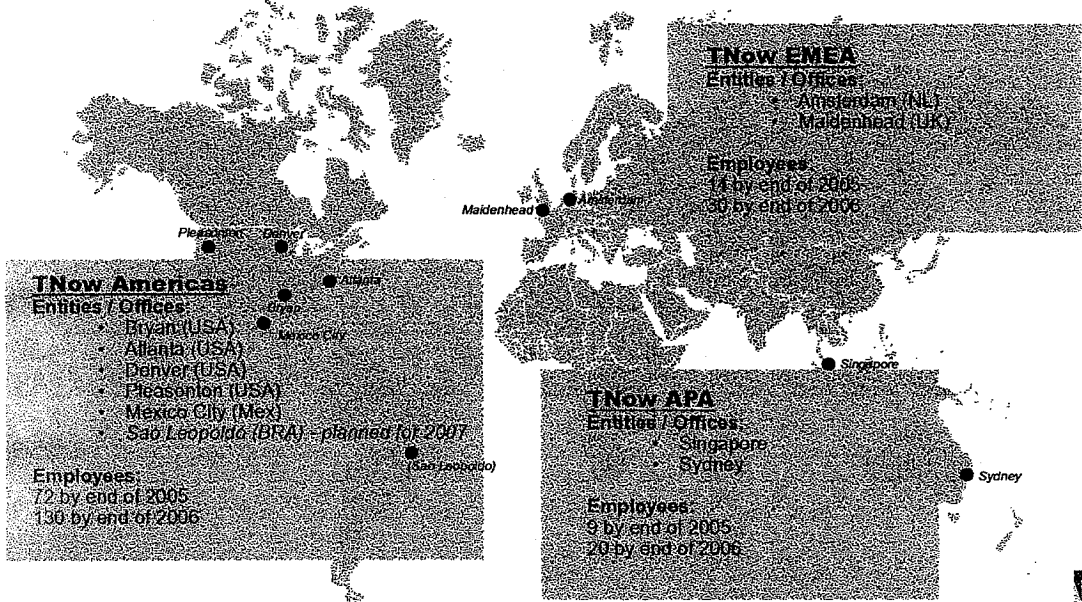 TNow EMEA
Entities / Offices
• Amsterdam (NL)
• Maidenhead (UK)
Employees:
14 by end of 2005
30 by end of 2006
Maidenhead
Amsterdam
Pleasonton
Denver
Atlanta
Bryan
Mexico City
TNow Americas
Entities / Offices:
• Bryan (USA)
• Atlanta (USA)
• Denver (USA)
• Pleasonton (USA)
• Mexico City (Mex)
• Sao Leopoldo (BRA) - planned for 2007
(Sao Leopoldo)
Employees:
72 by end of 2005
130 by end of 2006
Singapore
TNow APA
Entities / Offices:
• Singapore
• Sydney
Sydney
Employees:
9 by end of 2005
20 by end of 2006